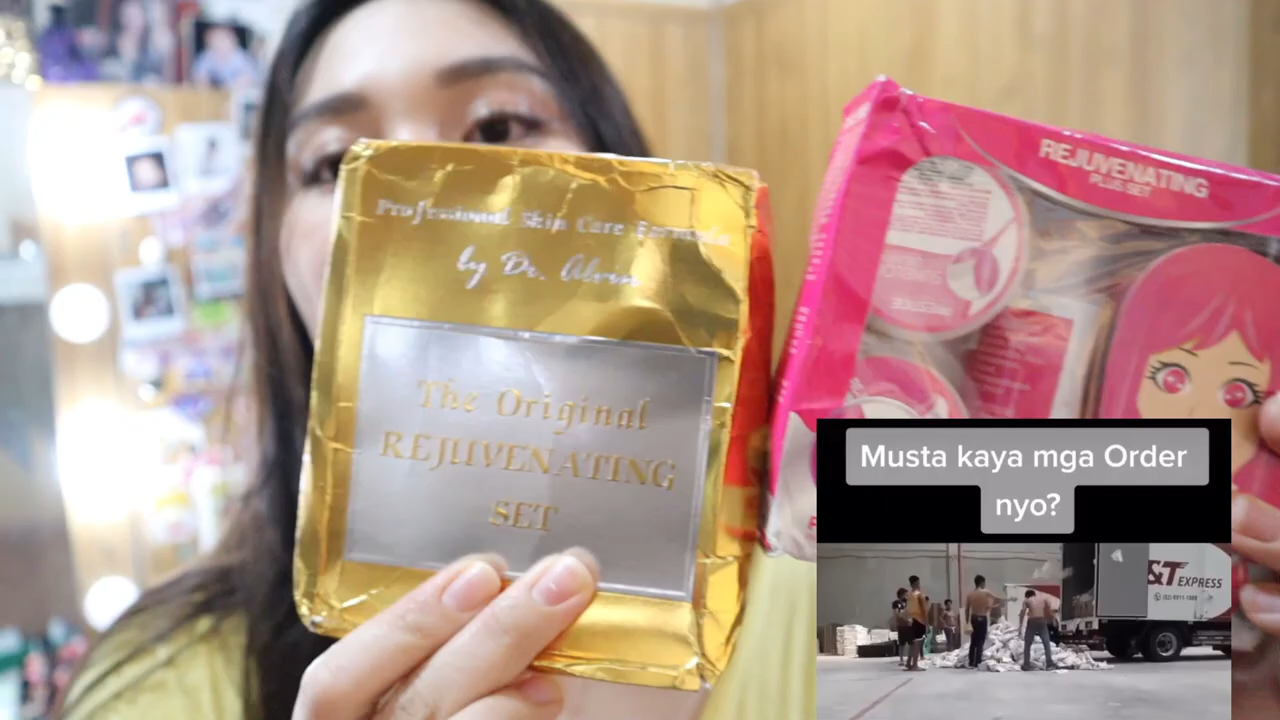 Professional Skin Care Formula
by Dr. Alvin
The Original
REJUVENATING
SET
REJUVENATING
PLUS SET
Musta kaya mga Order
nyo?
&T EXPRESS